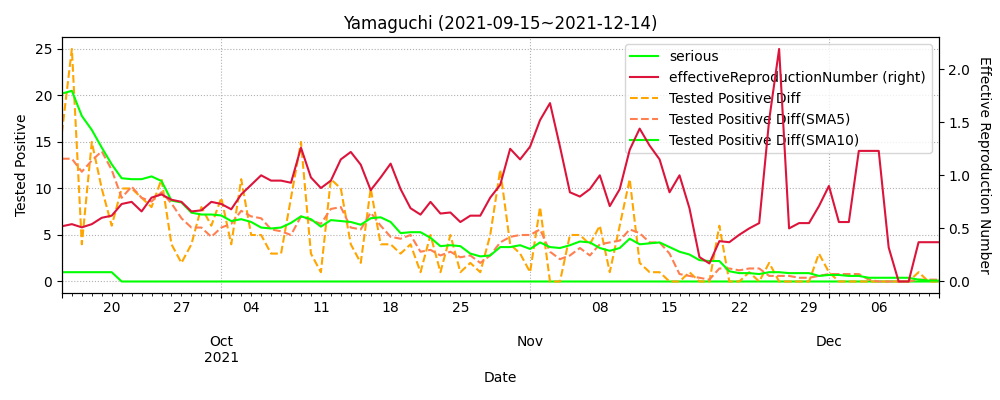 Yamaguchi (2021-09-15~2021-12-14)
serious
effectiveReproductionNumber (right)
Tested Positive Diff
Tested Positive Diff(SMA5)
Tested Positive Diff(SMA10)
Tested Positive
25
20
15
10
5
0
Effective Reproduction Number
2.0
1.5
1.0
0.5
0.0
20 27 04 11 18 25 08 15 22 29 06
Oct Nov Dec
2021
Date